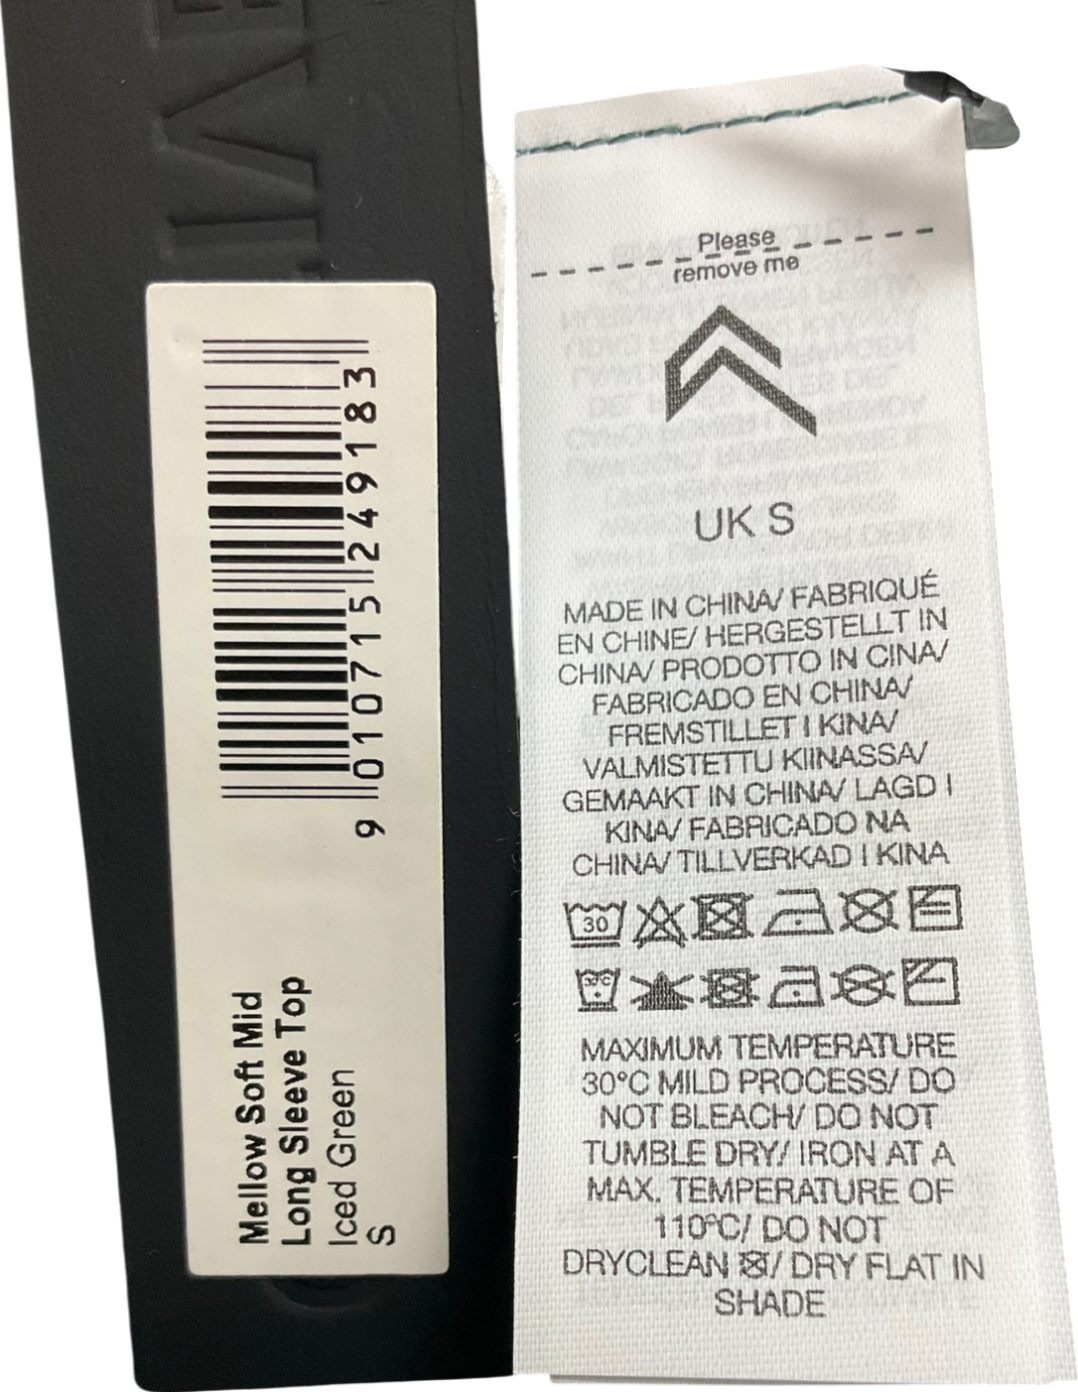 9 010715 249183
Mellow Soft Mid
Long Sleeve Top
Iced Green
S
Please
remove me
UK S
MADE IN CHINA/ FABRIQUÉ
EN CHINE/ HERGESTELLT IN
CHINA/ PRODOTTO IN CINA/
FABRICADO EN CHINA/
FREMSTILLET I KINA/
VALMISTETTU KIINASSA/
GEMAAKT IN CHINA/ LAGD I
KINA/ FABRICADO NA
CHINA/ TILLVERKAD I KINA
30
30°C
MAXIMUM TEMPERATURE
30°C MILD PROCESS/ DO
NOT BLEACH/ DO NOT
TUMBLE DRY/ IRON AT A
MAX. TEMPERATURE OF
110°C/ DO NOT
DRYCLEAN / DRY FLAT IN
SHADE